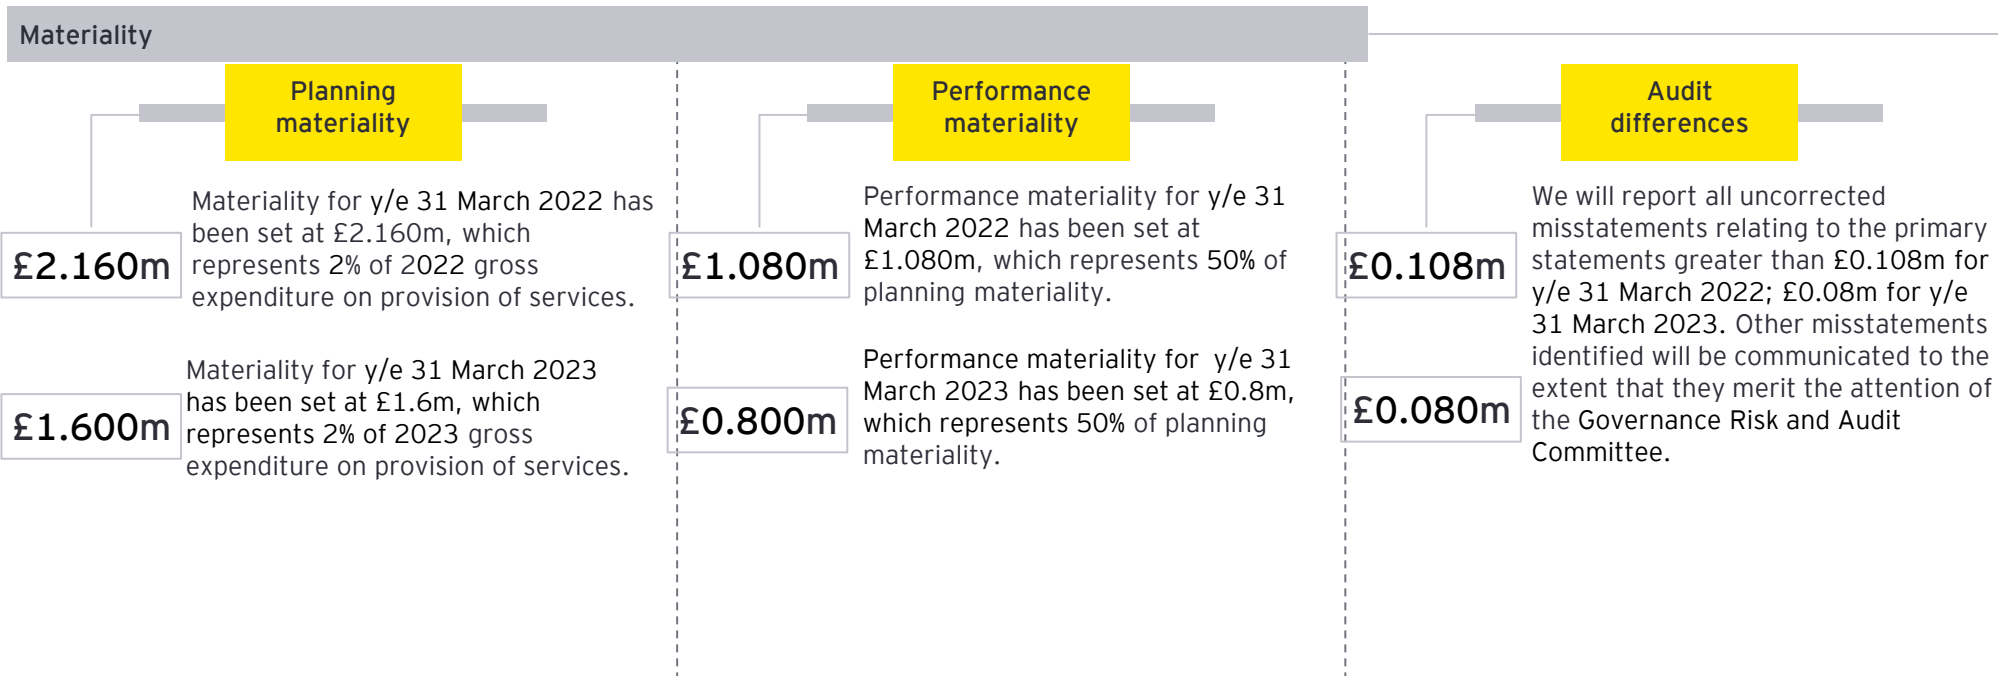 Materiality
Planning
materiality
£2.160m
Materiality for y/e 31 March 2022 has
been set at £2.160m, which
represents 2% of 2022 gross
expenditure on provision of services.
£1.600m
Materiality for y/e 31 March 2023
has been set at £1.6m, which
represents 2% of 2023 gross
expenditure on provision of services.
Performance
materiality
£1.080m
Performance materiality for y/e 31
March 2022 has been set at
£1.080m, which represents 50% of
planning materiality.
£0.800m
Performance materiality for  y/e 31
March 2023 has been set at £0.8m,
which represents 50% of planning
materiality.
Audit
differences
£0.108m
£0.080m
We will report all uncorrected
misstatements relating to the primary
statements greater than £0.108m for
y/e 31 March 2022; £0.08m for y/e
31 March 2023. Other misstatements
identified will be communicated to the
extent that they merit the attention of
the Governance Risk and Audit
Committee.